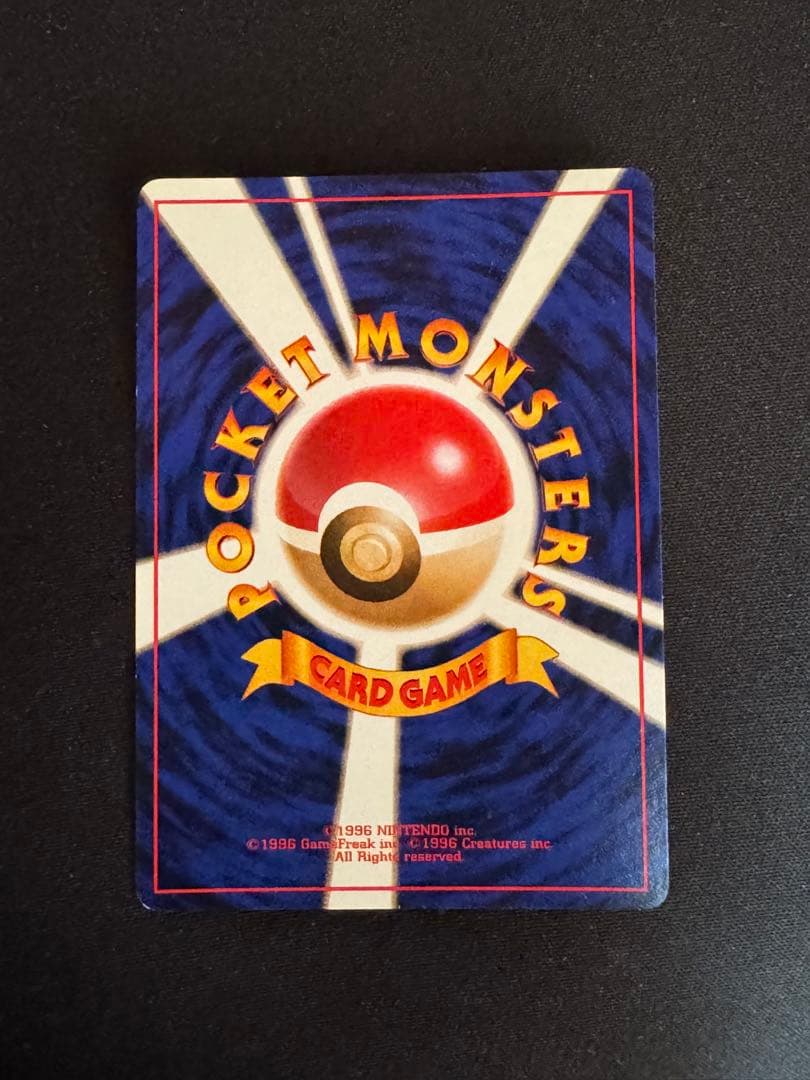 POCKET MONSTERS
CARD GAME
©1996 NINTENDO inc.
©1996 GameFreak inc. ©1996 Creatures inc.
All Rights reserved.